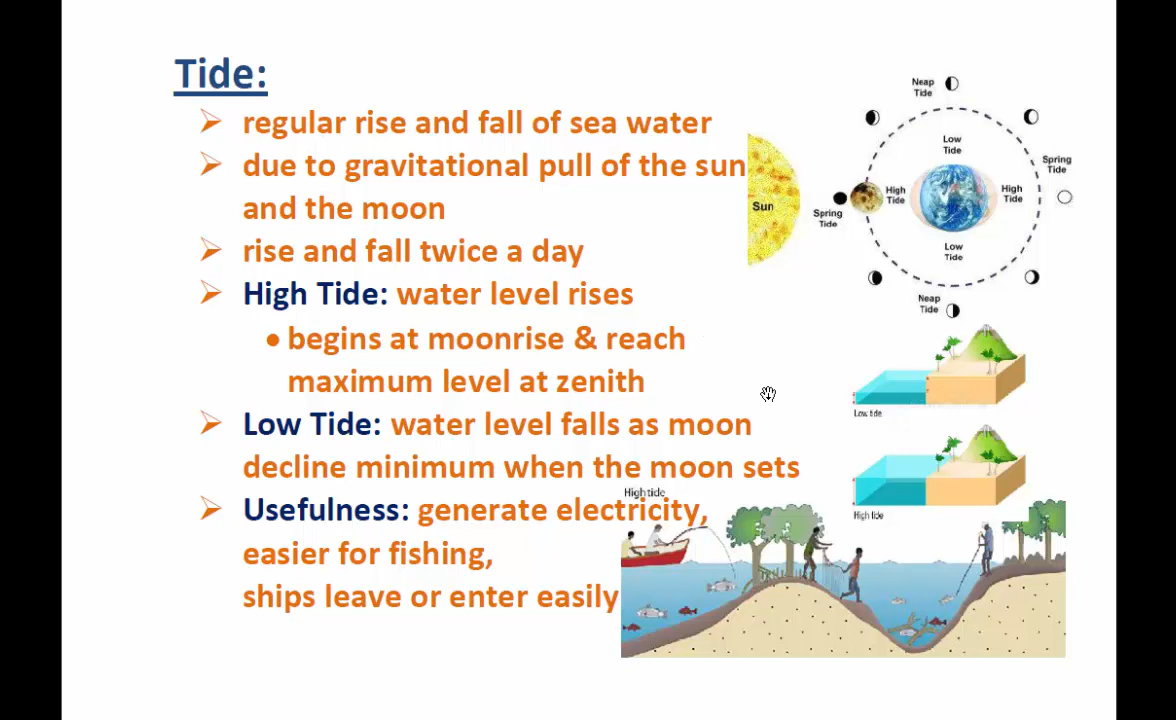 Tide:
regular rise and fall of sea water
due to gravitational pull of the sun
and the moon
rise and fall twice a day
High Tide: water level rises
• begins at moonrise & reach
maximum level at zenith
Low Tide: water level falls as moon
decline minimum when the moon sets
Usefulness: generate electricity,
easier for fishing,
ships leave or enter easily
Neap
Tide
Low
Tide
Spring
Tide
Sun
High
Tide
High
Tide
Spring
Tide
Low
Tide
Neap
Tide
Low tide
High tide
High tide